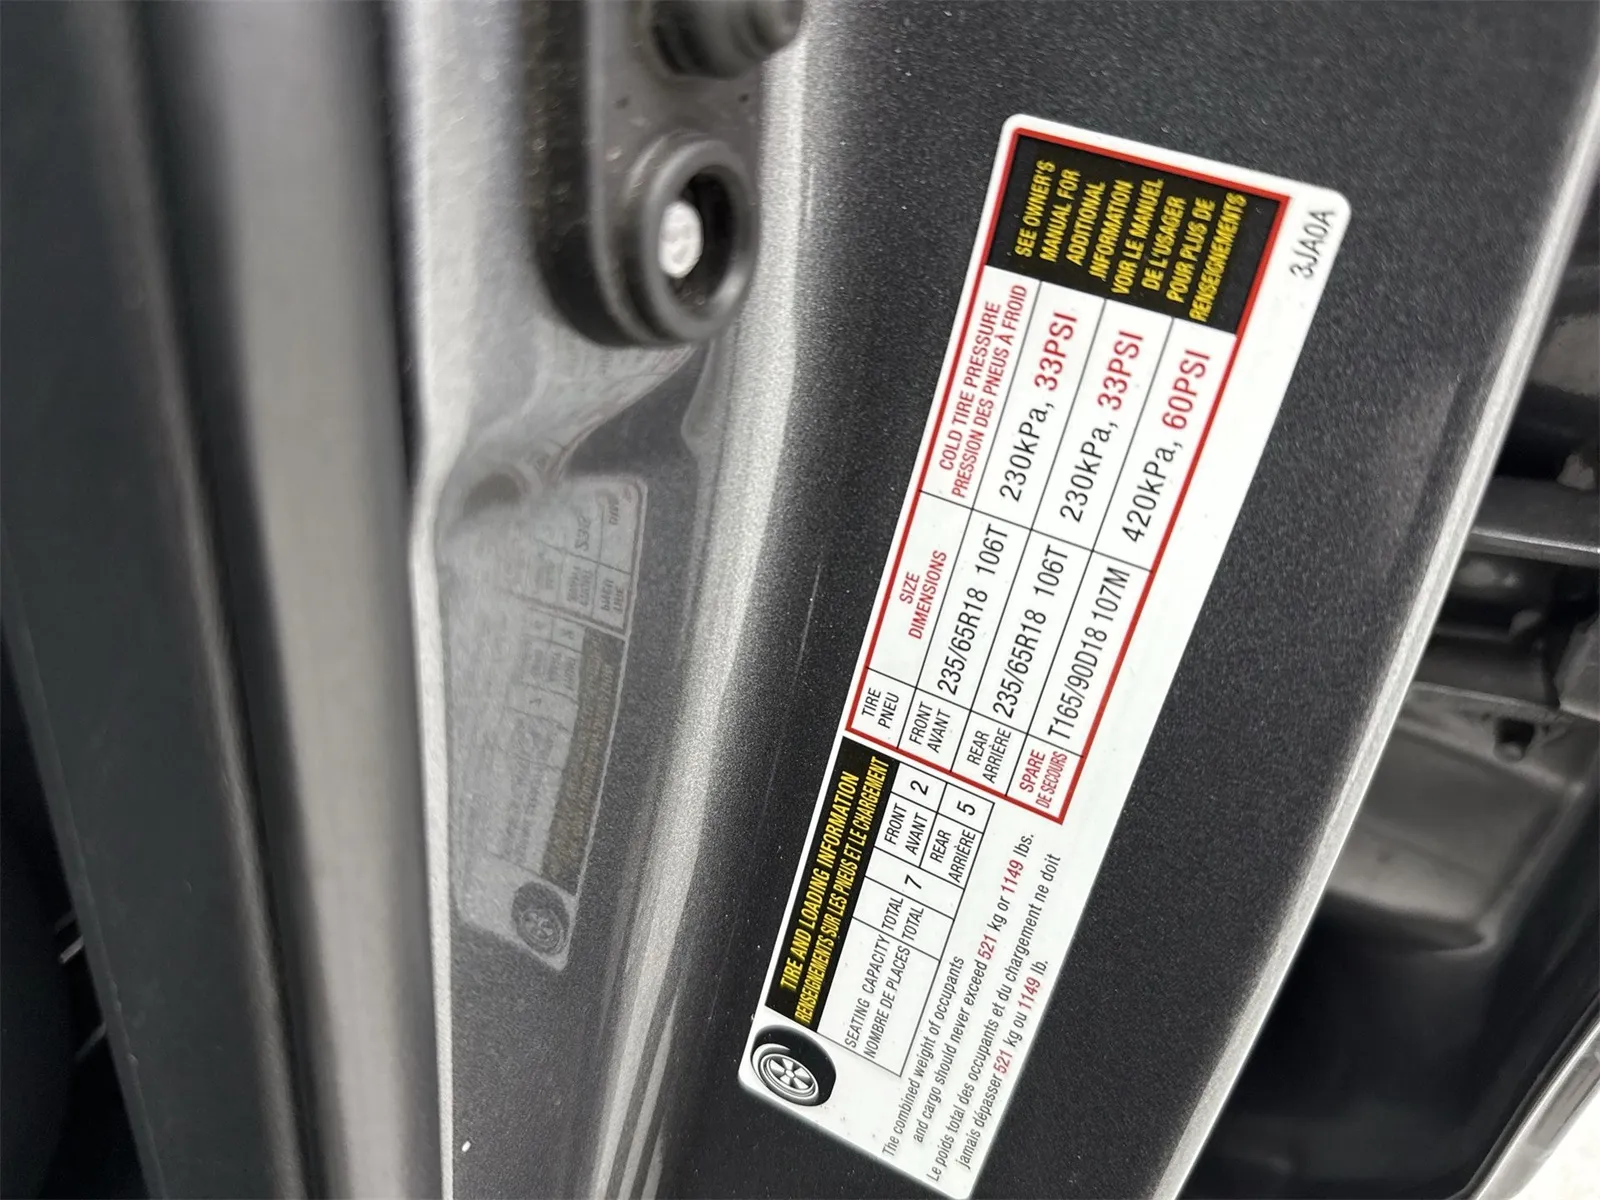 TIRE AND LOADING INFORMATION
RENSEIGNEMENTS SUR LES PNEUS ET LE CHARGEMENT
SEATING CAPACITY
NOMBRE DE PLACES
TOTAL
TOTAL
7
FRONT
AVANT
2
REAR
ARRIÈRE
5
The combined weight of occupants
and cargo should never exceed 521 kg or 1149 lbs.
Le poids total des occupants et du chargement ne doit
jamais dépasser 521 kg ou 1149 lb.
TIRE
PNEU
SIZE
DIMENSIONS
COLD TIRE PRESSURE
PRESSION DES PNEUS À FROID
FRONT
AVANT
235/65R18 106T
230kPa, 33PSI
REAR
ARRIÈRE
235/65R18 106T
230kPa, 33PSI
SPARE
DE SECOURS
T165/90D18 107M
420kPa, 60PSI
SEE OWNER'S
MANUAL FOR
ADDITIONAL
INFORMATION
VOIR LE MANUEL
DE L'USAGER
POUR PLUS DE
RENSEIGNEMENTS
3JA0A